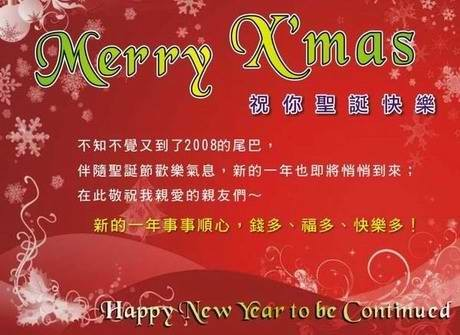 Merry X'mas
祝你聖誕快樂
不知不覺又到了2008的尾巴，
伴隨聖誕節歡樂氣息，新的一年也即將悄悄到來；
在此敬祝我親愛的親友們～
新的一年事事順心，錢多、福多、快樂多！
Happy New Year to be Continued